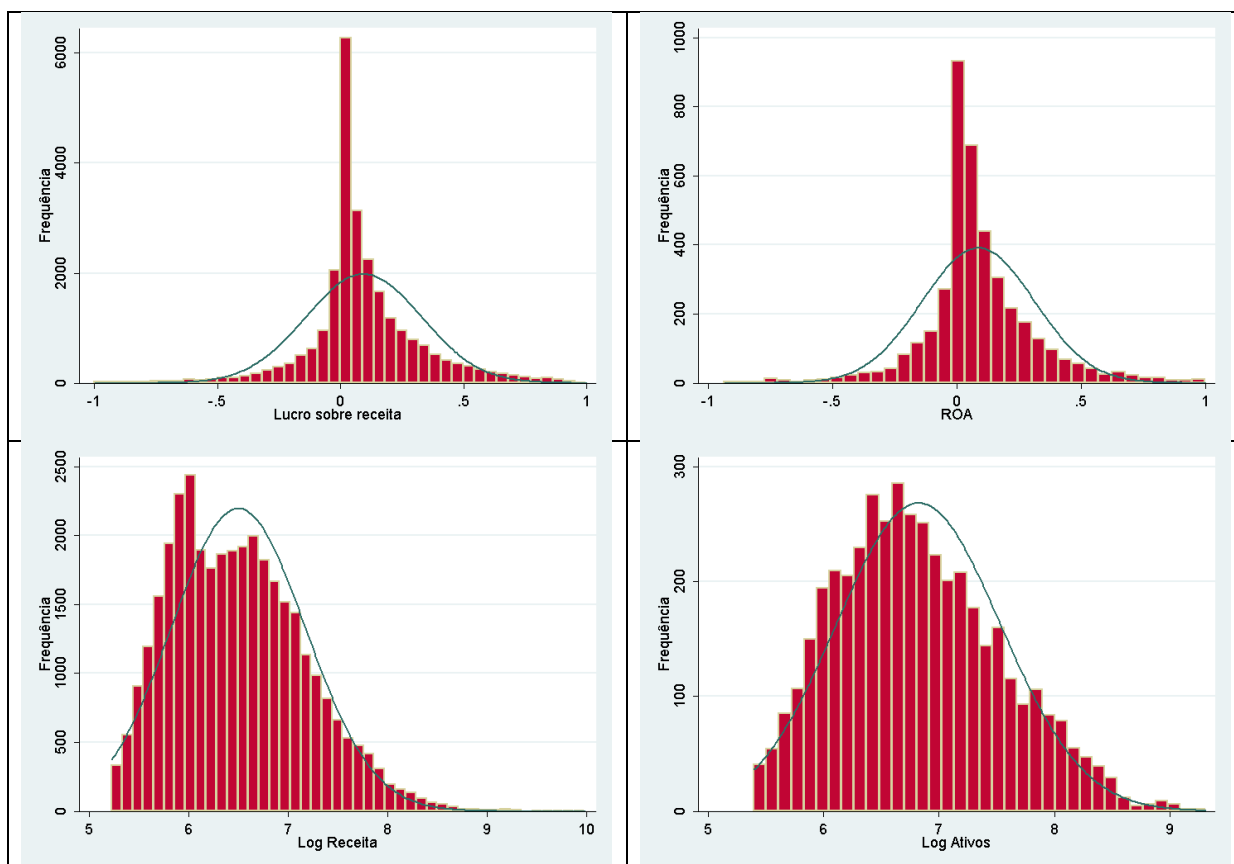 Frequência
0 2000 4000 6000
-1 -.5 0 .5 1
Lucro sobre receita
Frequência
0 200 400 600 800 1000
-1 -.5 0 .5 1
ROA
Frequência
0 500 1000 1500 2000 2500
5 6 7 8 9 10
Log Receita
Frequência
0 100 200 300
5 6 7 8 9
Log Ativos